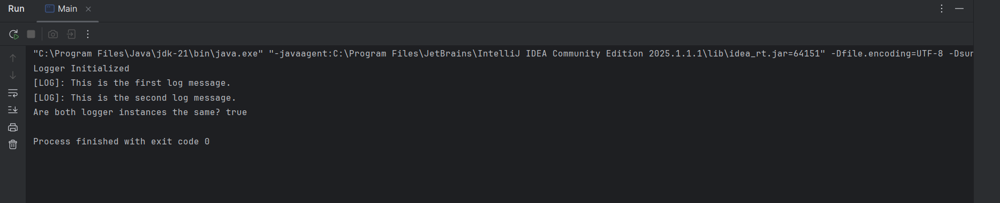 Run Main
"C:\Program Files\Java\jdk-21\bin\java.exe" "-javaagent:C:\Program Files\JetBrains\IntelliJ IDEA Community Edition 2025.1.1.1\lib\idea_rt.jar=64151" -Dfile.encoding=UTF-8 -Dsun
Logger Initialized
[LOG]: This is the first log message.
[LOG]: This is the second log message.
Are both logger instances the same? true
Process finished with exit code 0